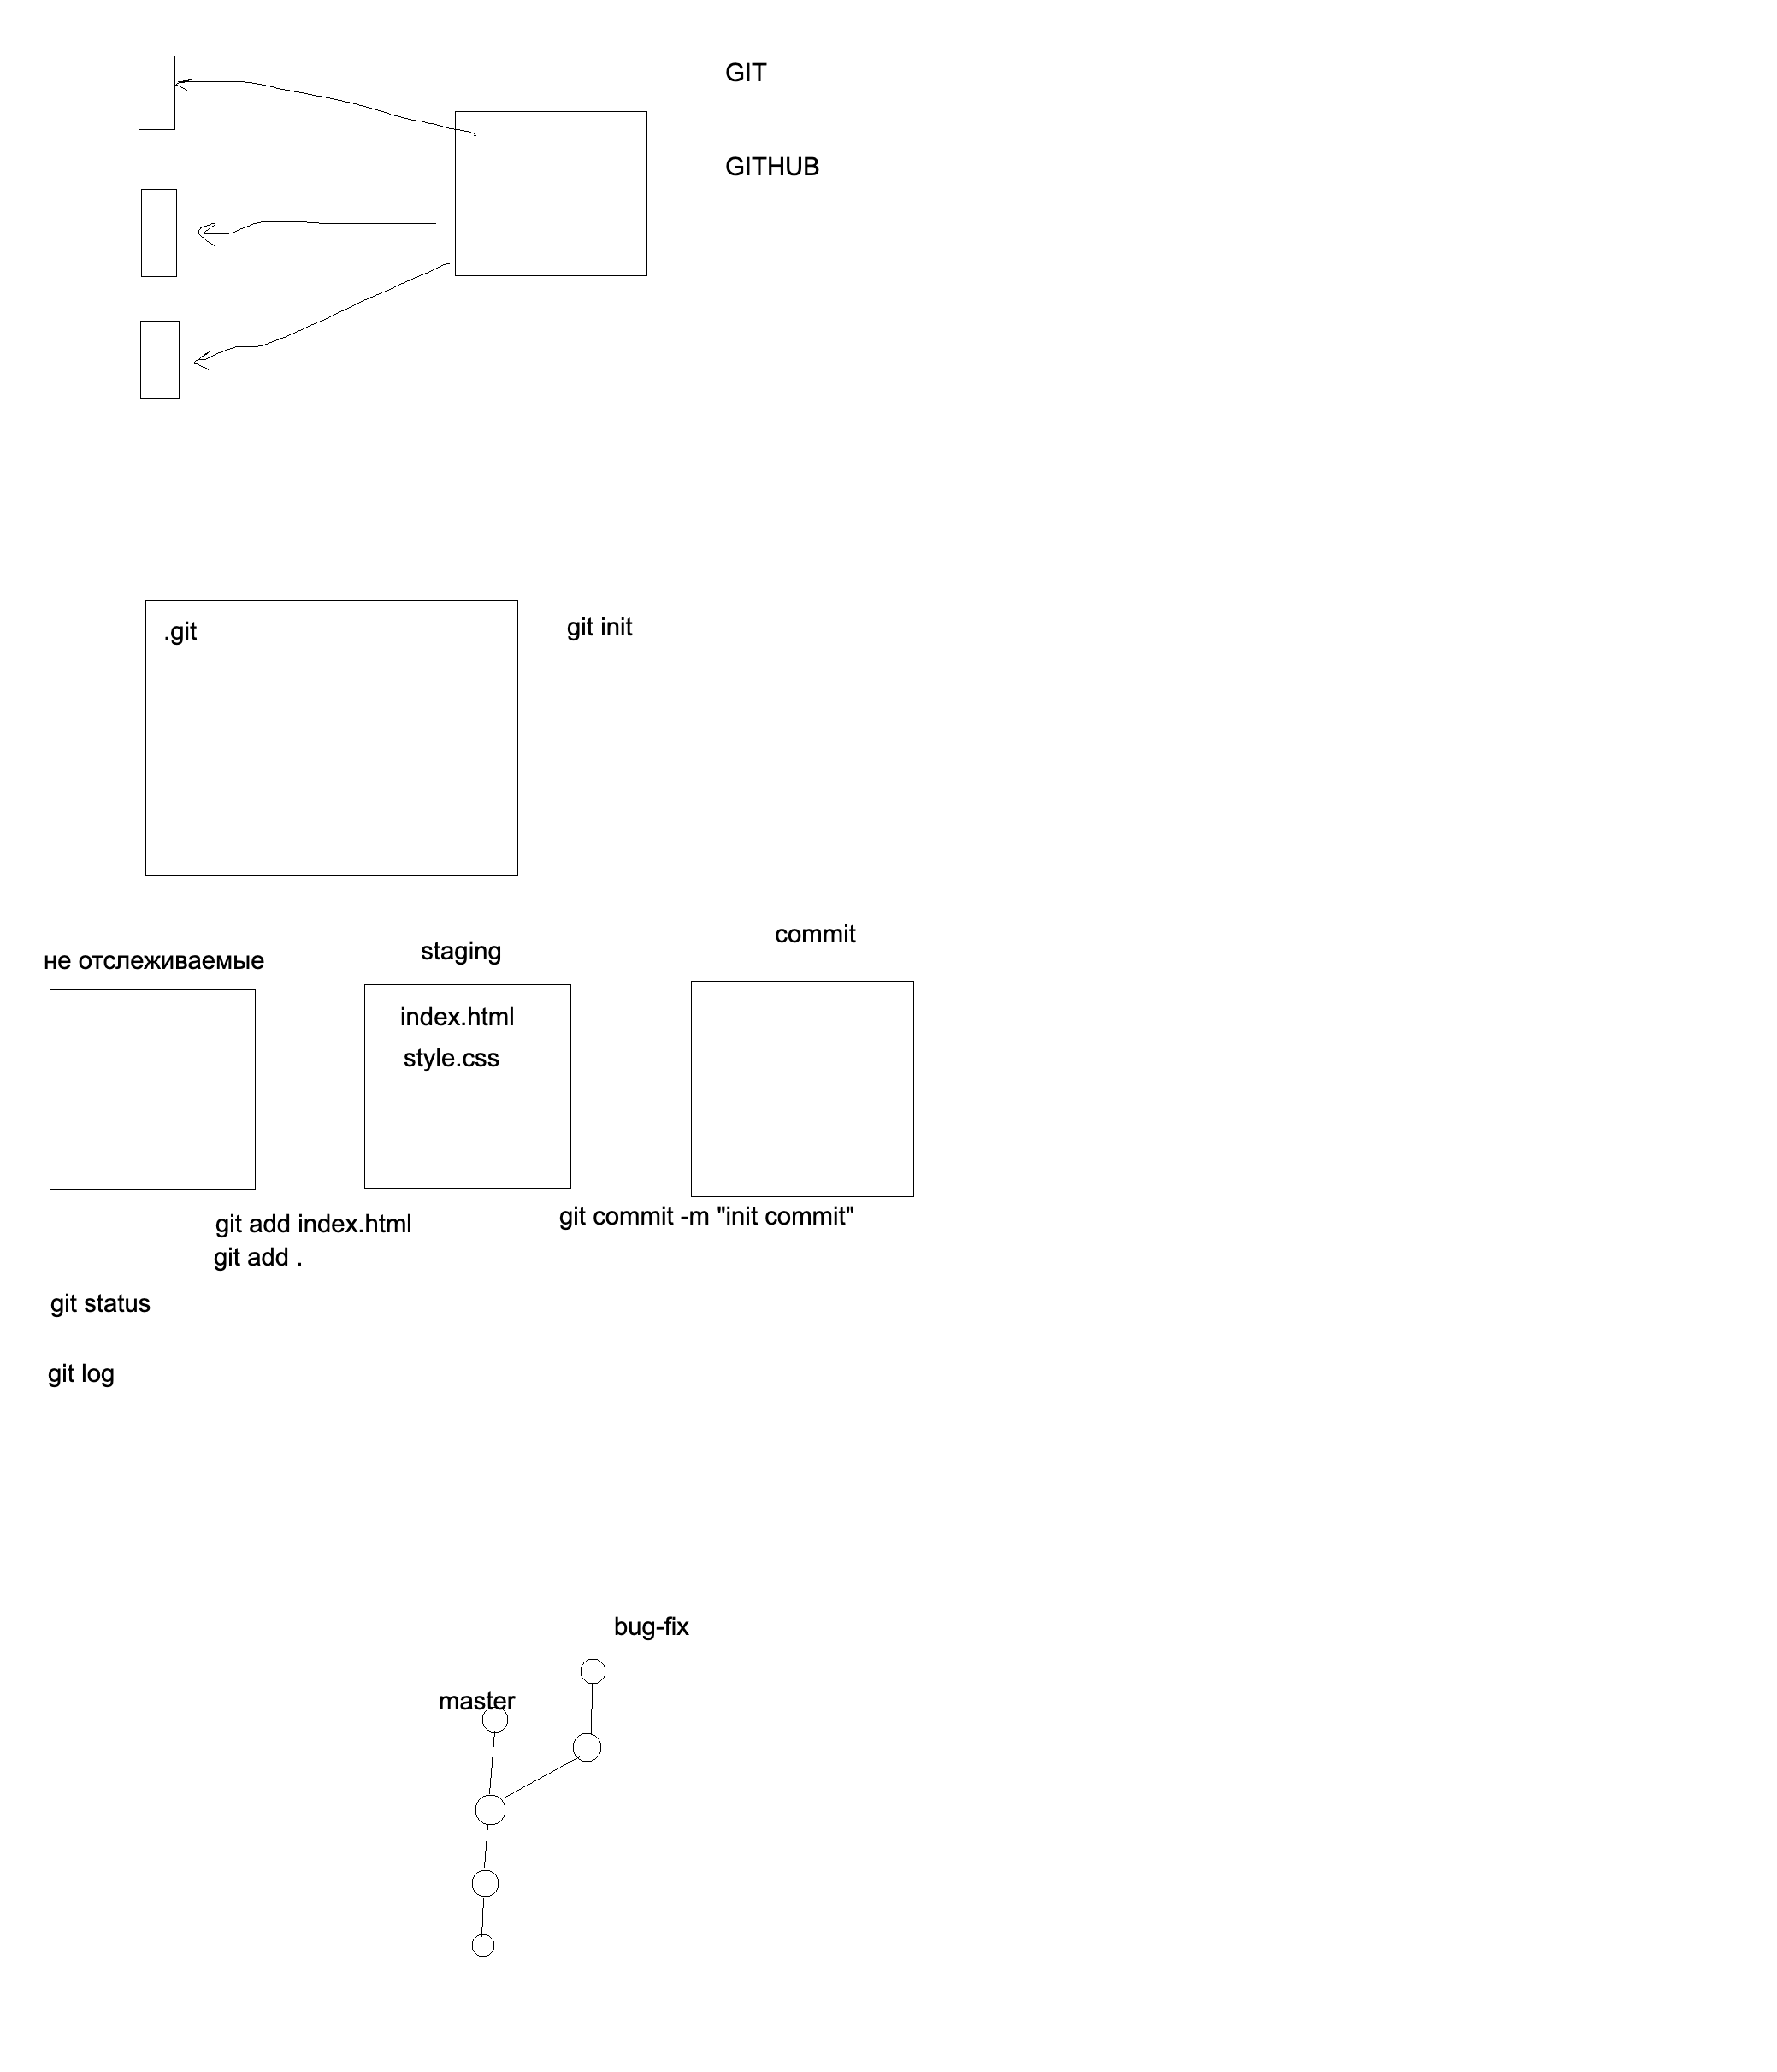 GIT
GITHUB
.git
git init
не отслеживаемые
staging
commit
index.html
style.css
git add index.html
git add .
git commit -m "init commit"
git status
git log
bug-fix
master